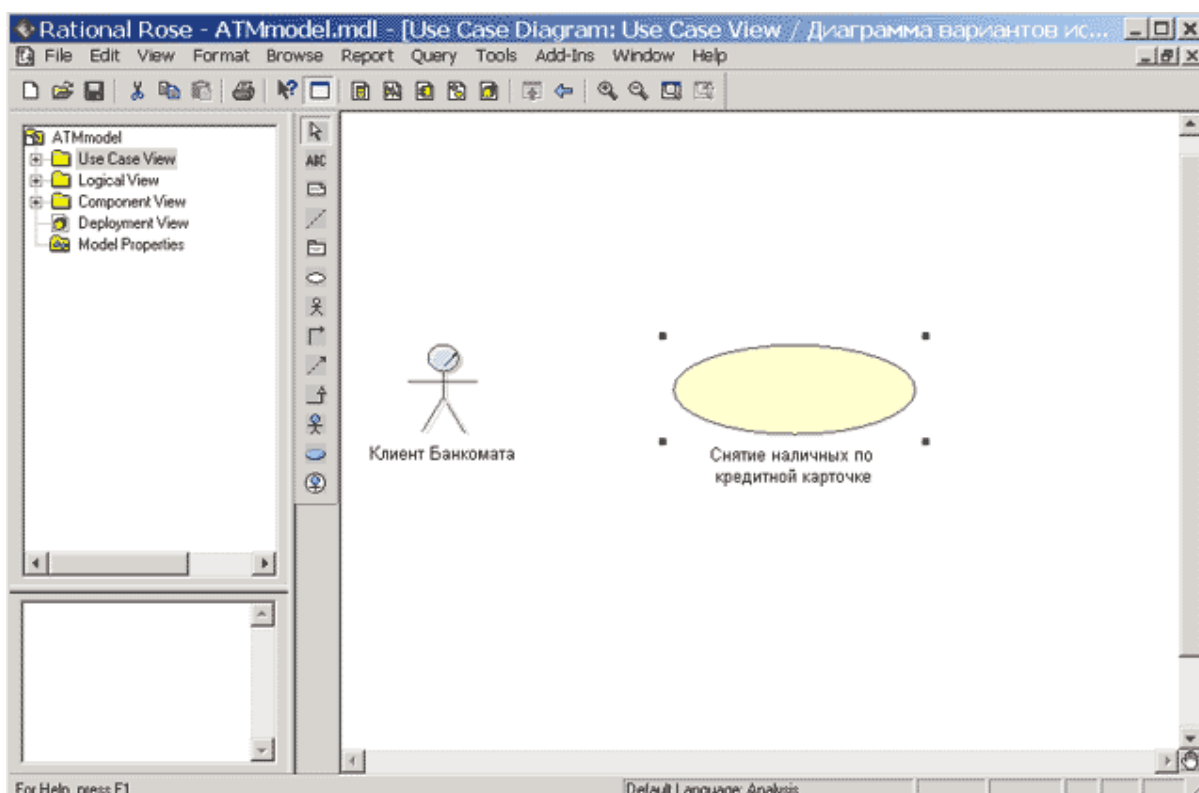 Rational Rose - ATMmodel.mdl - [Use Case Diagram: Use Case View / Диаграмма вариантов ис...
File Edit View Format Browse Report Query Tools Add-Ins Window Help
ATMmodel
Use Case View
Logical View
Component View
Deployment View
Model Properties
ABC
Клиент Банкомата
Снятие наличных по
кредитной карточке
For Help, press F1
Default Language: Analysis